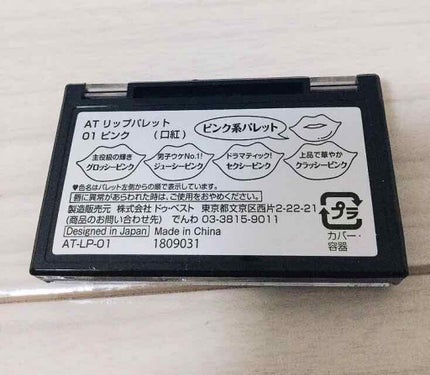 AT リップパレット
01 ピンク （口紅）
ピンク系パレット
主役級の輝き
グロッシーピンク
男子ウケNo.1!
ジューシーピンク
ドラマティック!
セクシーピンク
上品で華やか
クラッシーピンク
♥色名はパレット左側からの順で表示しています。
唇に異常があらわれた時は、ご使用をおやめください。
製造販売元 株式会社 ドゥ・ベスト 東京都文京区西片2-22-21
(商品のお問い合わせ先) でんわ 03-3815-9011
Designed in Japan Made in China
AT-LP-01 1809031
プラ
カバー・
容器